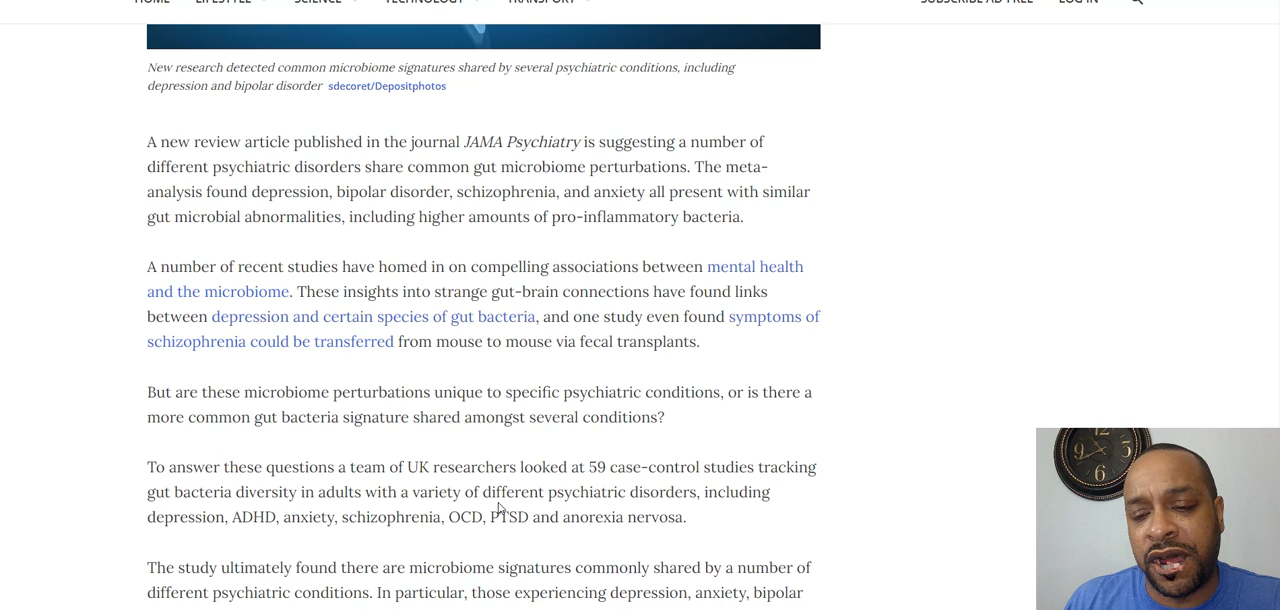 HOME LIFESTYLE SCIENCE TECHNOLOGY TRANSPORT SUBSCRIBE AD-FREE LOG IN
New research detected common microbiome signatures shared by several psychiatric conditions, including
depression and bipolar disorder sdecoret/Depositphotos
A new review article published in the journal JAMA Psychiatry is suggesting a number of
different psychiatric disorders share common gut microbiome perturbations. The meta-
analysis found depression, bipolar disorder, schizophrenia, and anxiety all present with similar
gut microbial abnormalities, including higher amounts of pro-inflammatory bacteria.
A number of recent studies have homed in on compelling associations between mental health
and the microbiome. These insights into strange gut-brain connections have found links
between depression and certain species of gut bacteria, and one study even found symptoms of
schizophrenia could be transferred from mouse to mouse via fecal transplants.
But are these microbiome perturbations unique to specific psychiatric conditions, or is there a
more common gut bacteria signature shared amongst several conditions?
To answer these questions a team of UK researchers looked at 59 case-control studies tracking
gut bacteria diversity in adults with a variety of different psychiatric disorders, including
depression, ADHD, anxiety, schizophrenia, OCD, PTSD and anorexia nervosa.
The study ultimately found there are microbiome signatures commonly shared by a number of
different psychiatric conditions. In particular, those experiencing depression, anxiety, bipolar
12
9 3
6